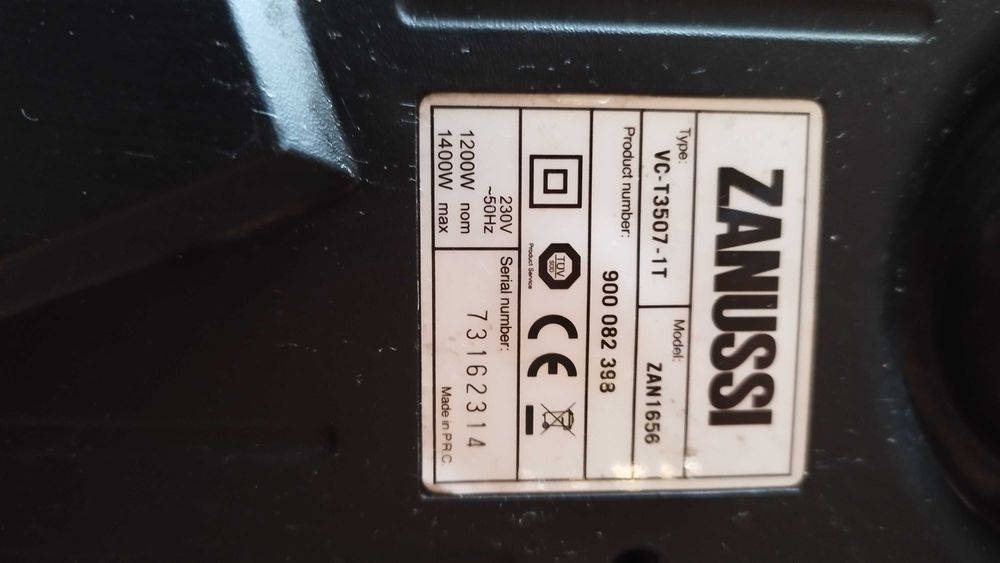 ZANUSSI
Type:
VC-T3507-1T
Model:
ZAN1656
Product number:
900 082 398
TÜV
SÜD
Product Service
CE
230V
~50Hz
1200W nom
1400W max
Serial number:
73162314
Made in P.R.C.